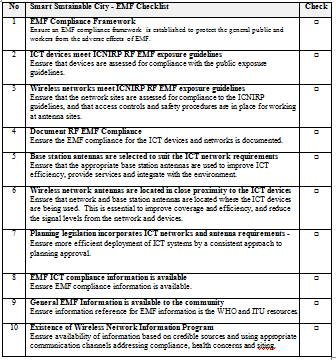 No Smart Sustainable City - EMF Checklist Check
1 EMF Compliance Framework
Ensure an EMF compliance framework is established to protect the general public and
workers from the adverse effects of EMF.
2 ICT devices meet ICNIRP RF EMF exposure guidelines
Ensure that devices are assessed for compliance with the public exposure
guidelines.
3 Wireless networks meet ICNIRP RF EMF exposure guidelines
Ensure that the network sites are assessed for compliance to the ICNIRP
guidelines, and that access controls and safety procedures are in place for working
at antenna sites.
4 Document RF EMF Compliance
Ensure the EMF compliance for the ICT devices and networks is documented.
5 Base station antennas are selected to suit the ICT network requirements
Ensure that the appropriate base station antennas are used to improve ICT
efficiency, provide services and integrate with the environment.
6 Wireless network antennas are located in close proximity to the ICT devices
Ensure that network and base station antennas are located where the ICT devices
are being used. This is essential to improve coverage and efficiency, and reduce
the signal levels from the network and devices.
7 Planning legislation incorporates ICT networks and antenna requirements -
Ensure more efficient deployment of ICT systems by a consistent approach to
planning approval.
8 EMF ICT compliance information is available
Ensure EMF compliance information is available.
9 General EMF Information is available to the community
Ensure information reference for EMF information is the WHO and ITU resources
10 Existence of Wireless Network Information Program
Ensure availability of information based on credible sources and using appropriate
communication channels addressing compliance, health concerns and siting.